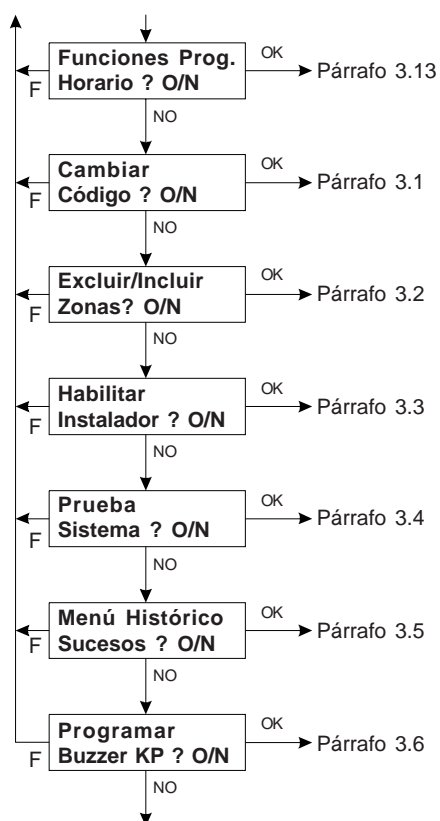 Funciones Prog.
Horario ? O/N
OK
Párrafo 3.13
F
NO
Cambiar
Código ? O/N
OK
Párrafo 3.1
F
NO
Excluir/Incluir
Zonas? O/N
OK
Párrafo 3.2
F
NO
Habilitar
Instalador ? O/N
OK
Párrafo 3.3
F
NO
Prueba
Sistema ? O/N
OK
Párrafo 3.4
F
NO
Menú Histórico
Sucesos ? O/N
OK
Párrafo 3.5
F
NO
Programar
Buzzer KP ? O/N
OK
Párrafo 3.6
F
NO